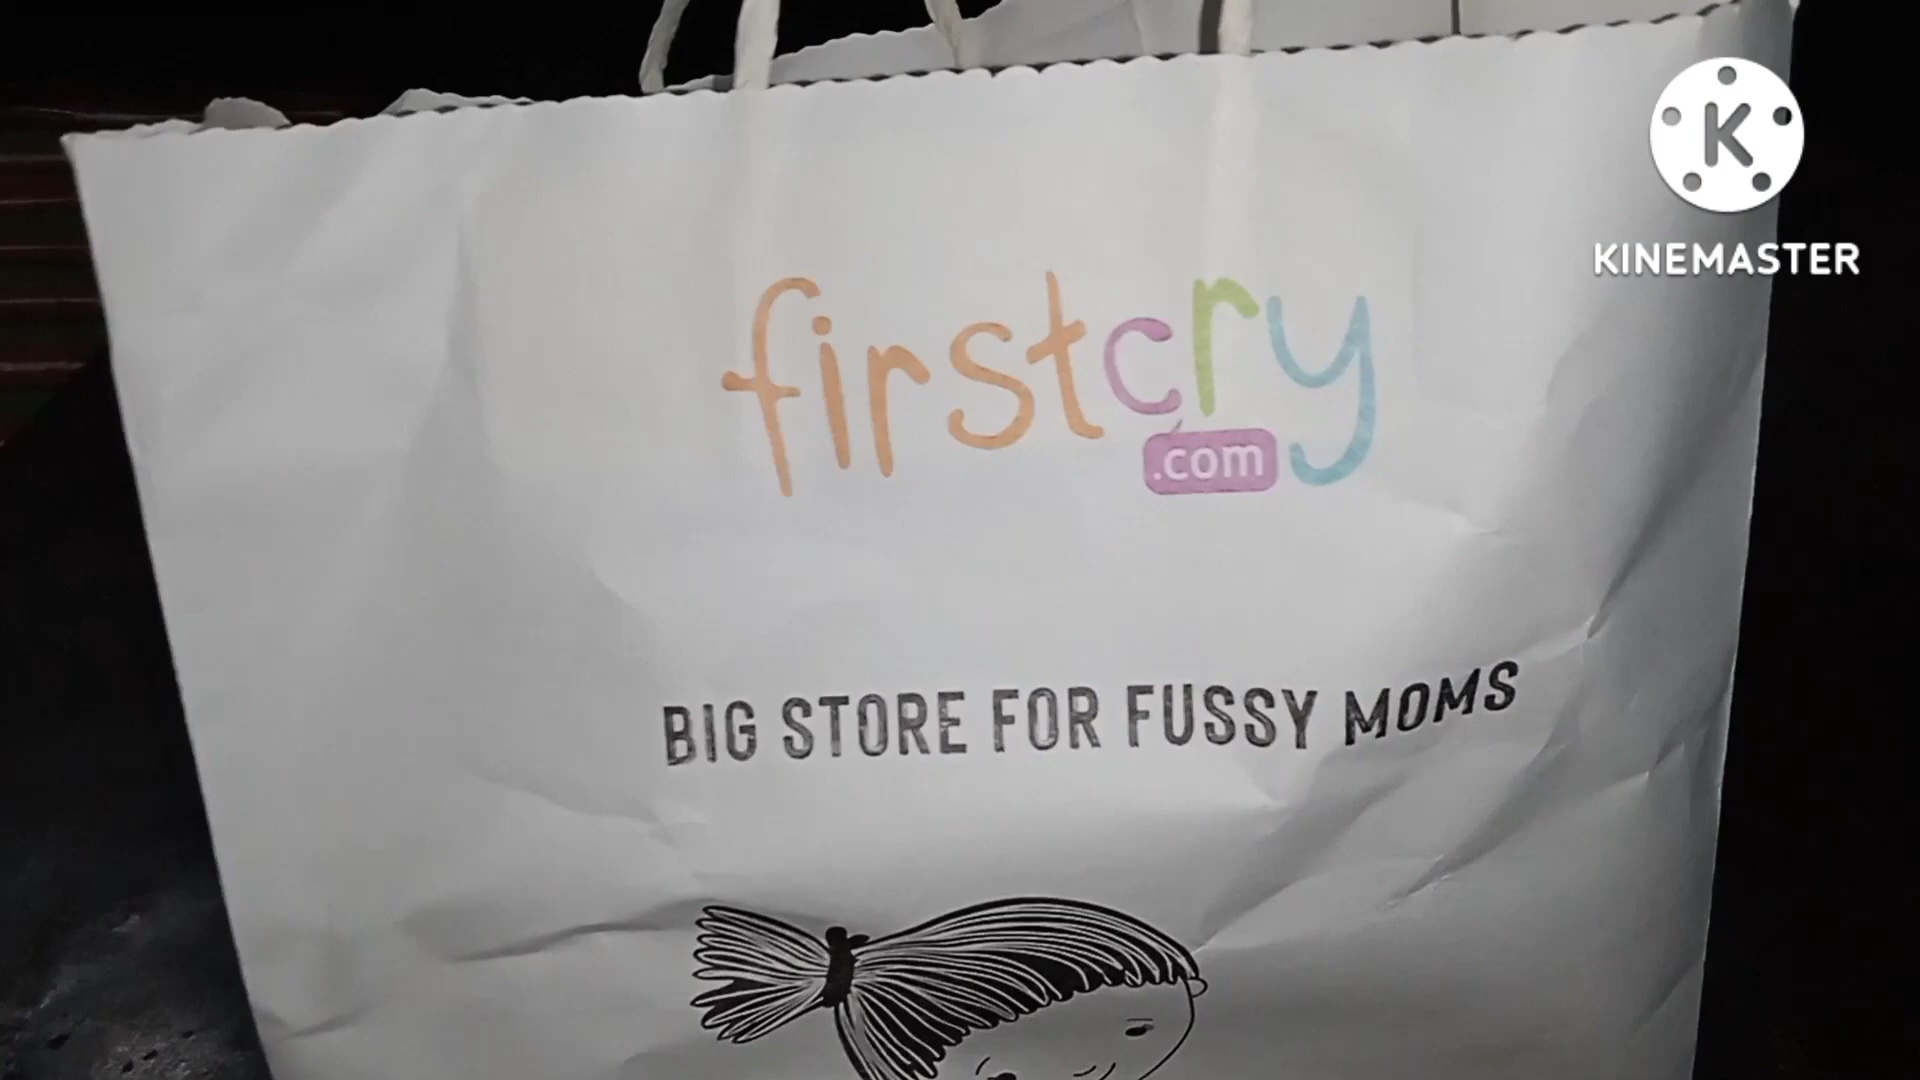 K
KINEMASTER
firstcry
.com
BIG STORE FOR FUSSY MOMS